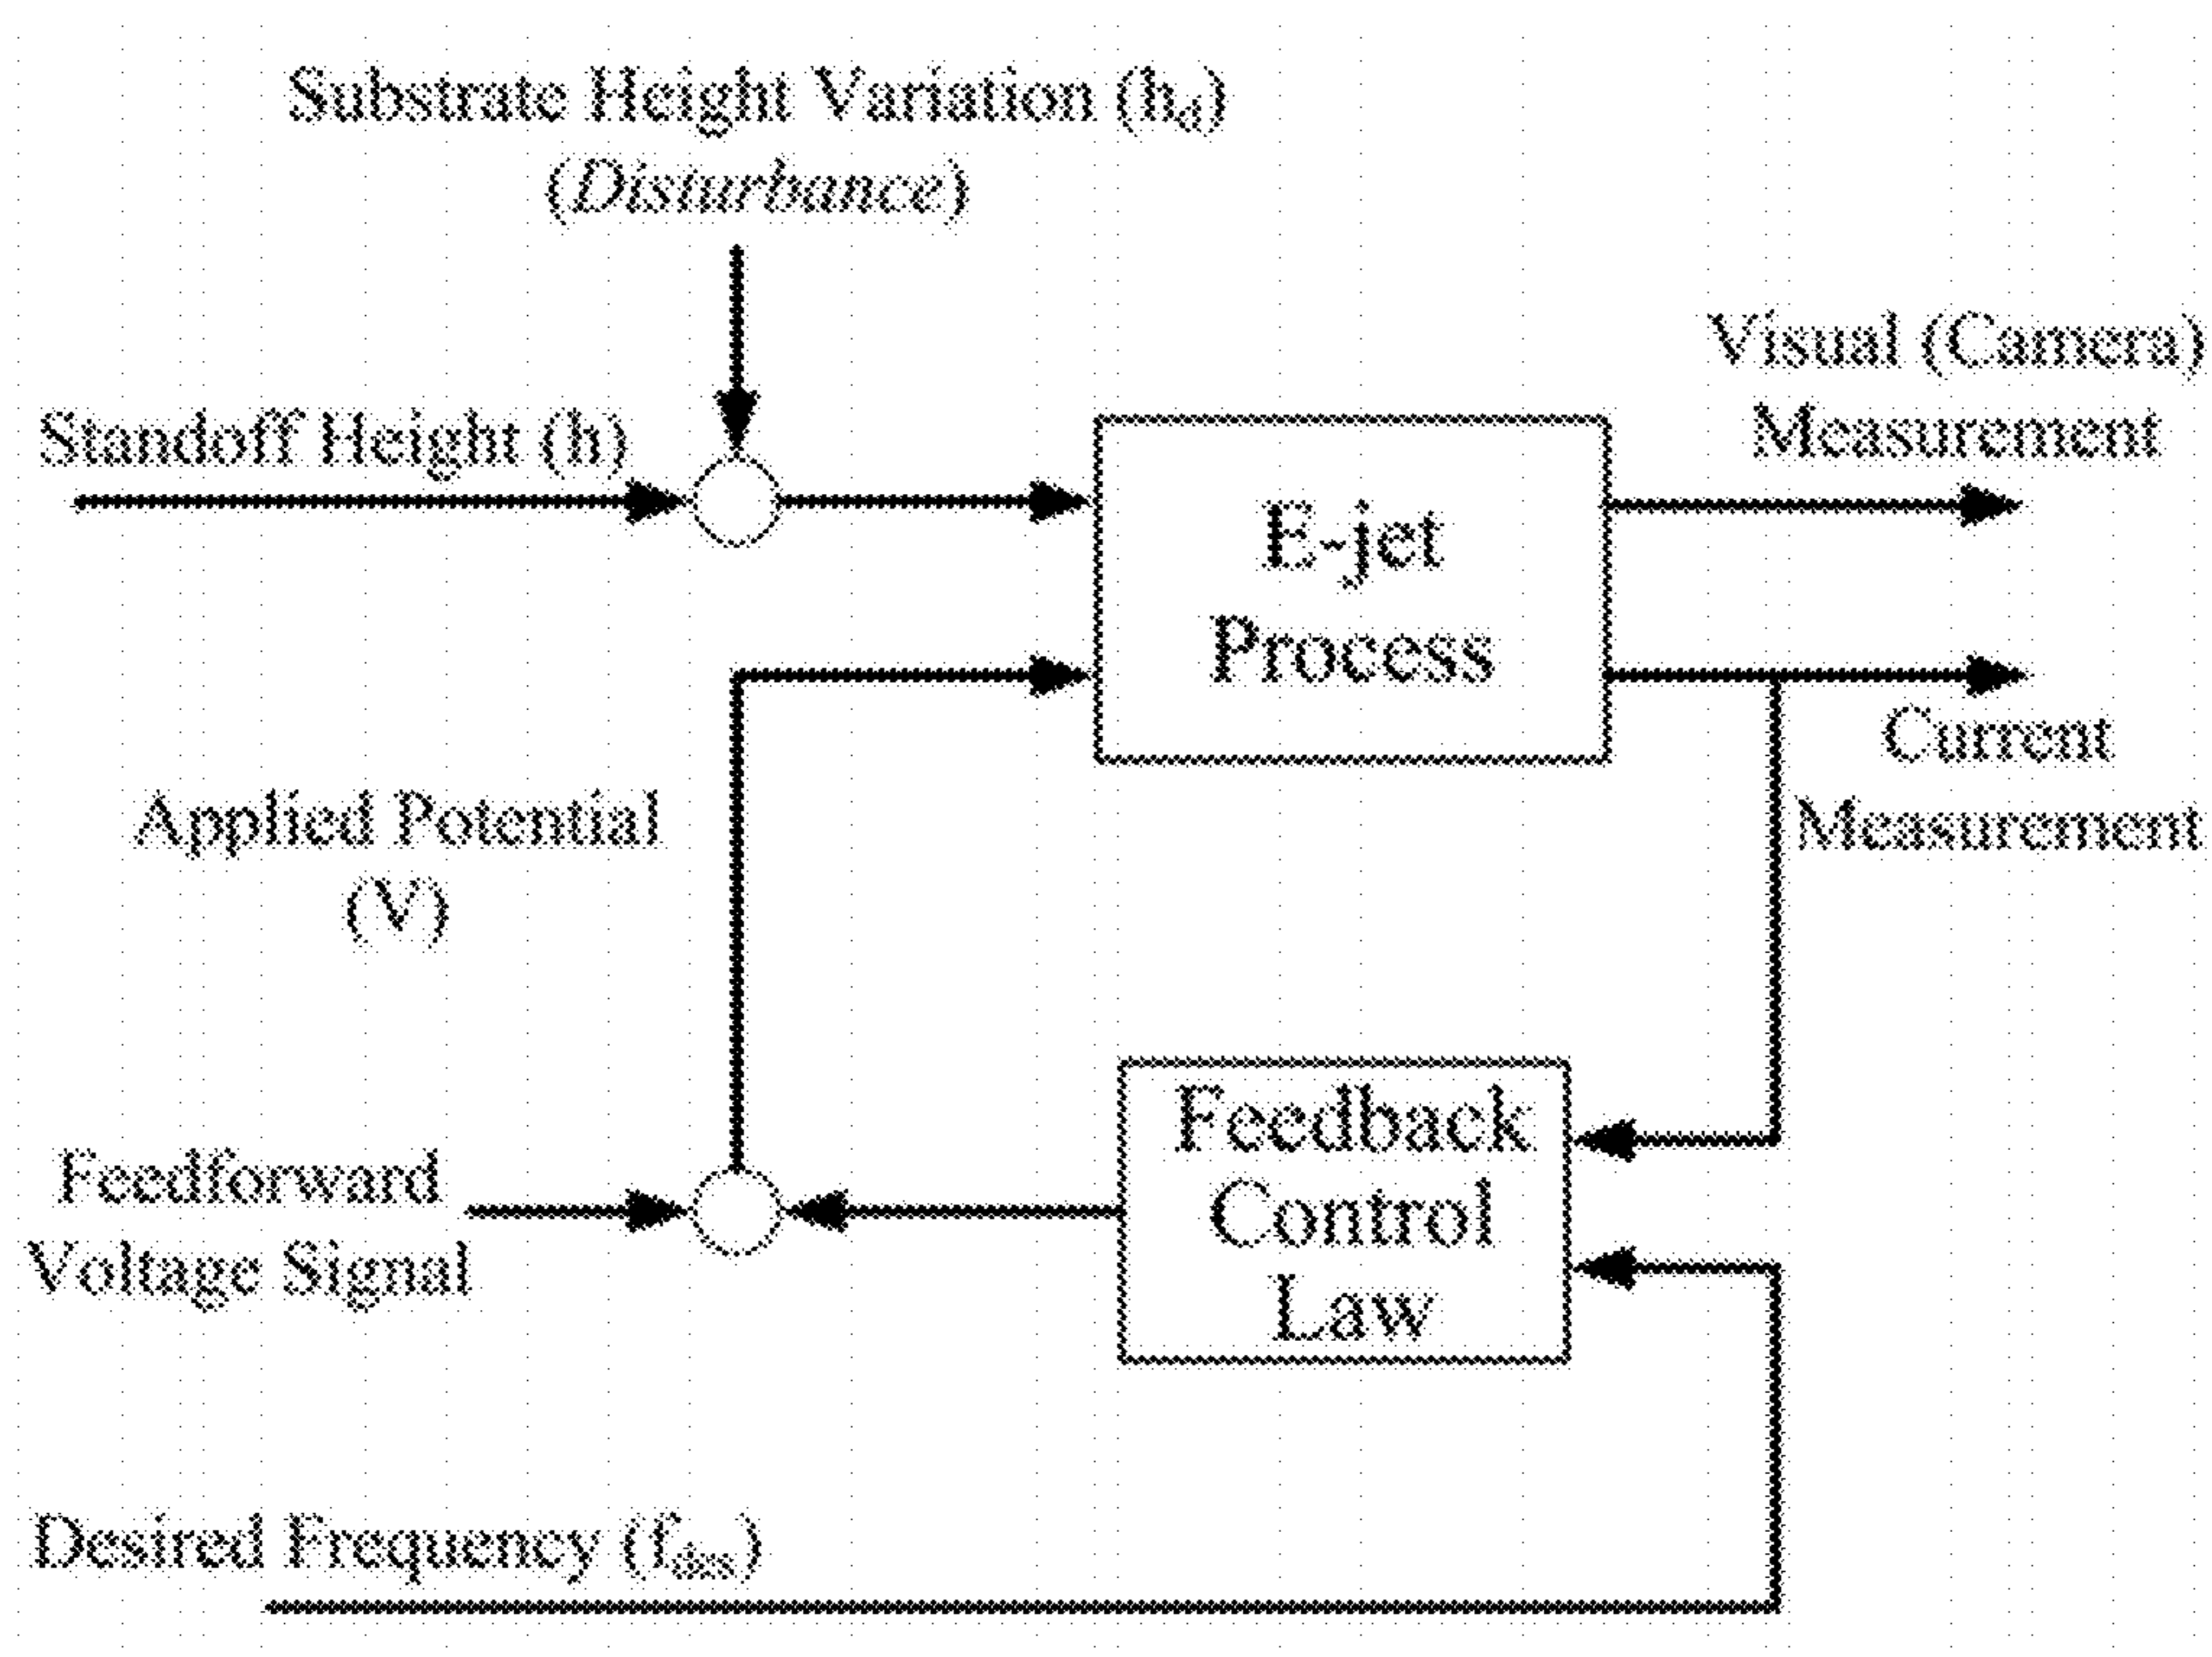 Substrate Height Variation (hd)
(Disturbance)
Visual (Camera)
Measurement
Standoff Height (h)
E-jet
Process
Current
Measurement
Applied Potential
(V)
Feedback
Control
Law
Feedforward
Voltage Signal
Desired Frequency (fdes)